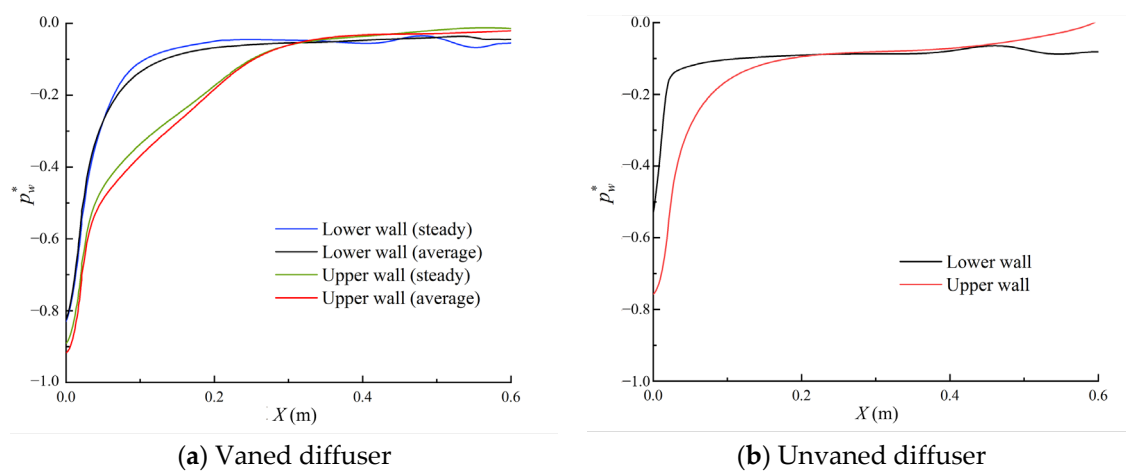 0.0
−0.2
−0.4
−0.6
−0.8
−1.0
p*w
0.0
0.2
0.4
0.6
X (m)
Lower wall (steady)
Lower wall (average)
Upper wall (steady)
Upper wall (average)
(a) Vaned diffuser
0.0
−0.2
−0.4
−0.6
−0.8
−1.0
p*w
0.0
0.2
0.4
0.6
X (m)
Lower wall
Upper wall
(b) Unvaned diffuser